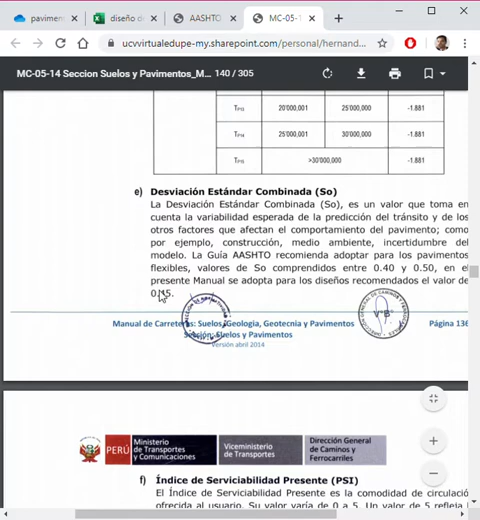 pavimen
diseño d
AASHTO
MC-05-1
ucvvirtualedupe-my.sharepoint.com/personal/hernand...
MC-05-14 Seccion Suelos y Pavimentos_M...
140 / 305
TP13 20'000,001 25'000,000 -1.881
TP14 25'000,001 30'000,000 -1.881
TP15 >30'000,000 -1.881
e) Desviación Estándar Combinada (So)
La Desviación Estándar Combinada (So), es un valor que toma en
cuenta la variabilidad esperada de la predicción del tránsito y de los
otros factores que afectan el comportamiento del pavimento; como
por ejemplo, construcción, medio ambiente, incertidumbre del
modelo. La Guía AASHTO recomienda adoptar para los pavimentos
flexibles, valores de So comprendidos entre 0.40 y 0.50, en el
presente Manual se adopta para los diseños recomendados el valor de
0.45.
Manual de Carreteras: Suelos, Geología, Geotecnia y Pavimentos
Página 136
Sección: Suelos y Pavimentos
Versión abril 2014
V°B°
PERÚ
Ministerio
de Transportes
y Comunicaciones
Viceministerio
de Transportes
Dirección General
de Caminos y
Ferrocarriles
f) Índice de Serviciabilidad Presente (PSI)
El Índice de Serviciabilidad Presente es la comodidad de circulació
ofrecida al usuario. Su valor varía de 0 a 5. Un valor de 5 refleja l